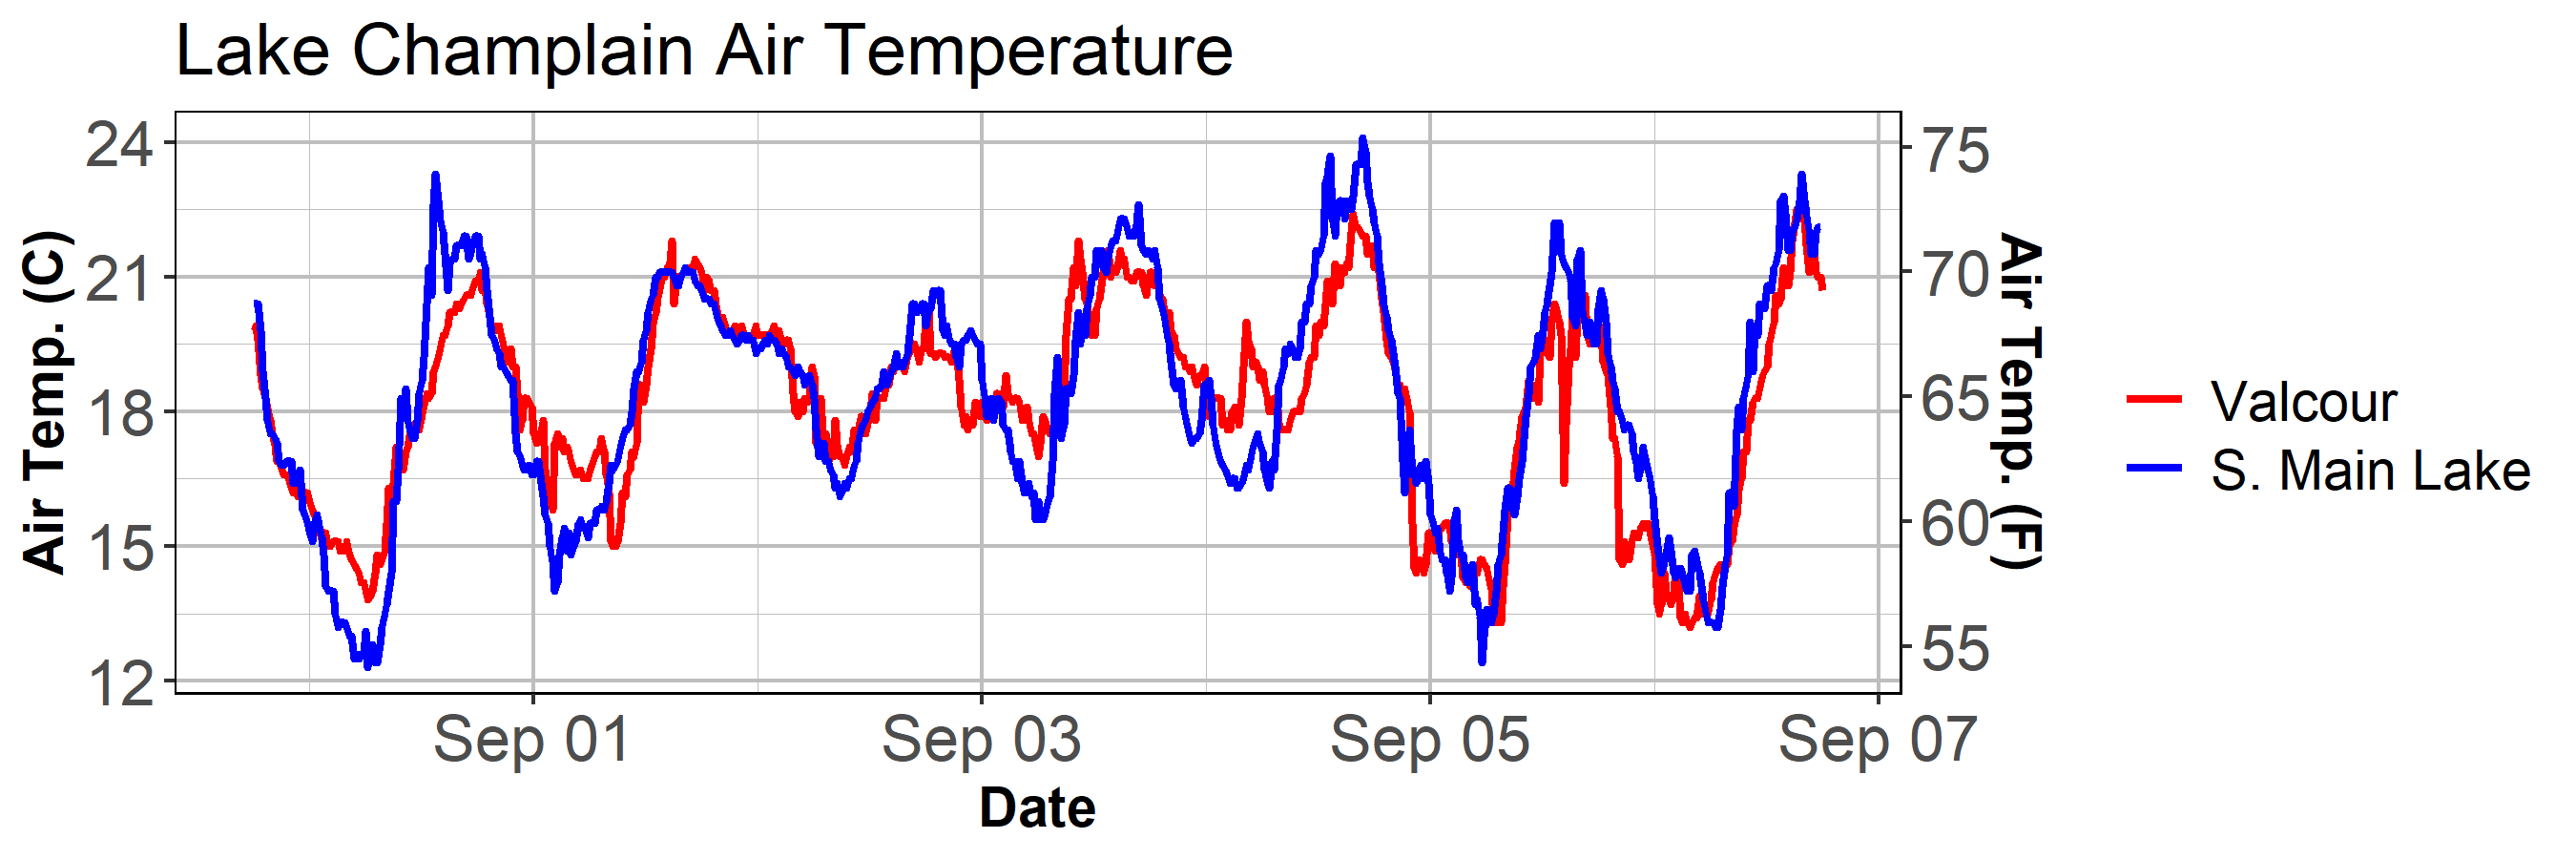 Lake Champlain Air Temperature
Air Temp. (C)
24
21
18
15
12
75
70
65
60
55
Air Temp. (F)
Sep 01
Sep 03
Sep 05
Sep 07
Date
Valcour
S. Main Lake